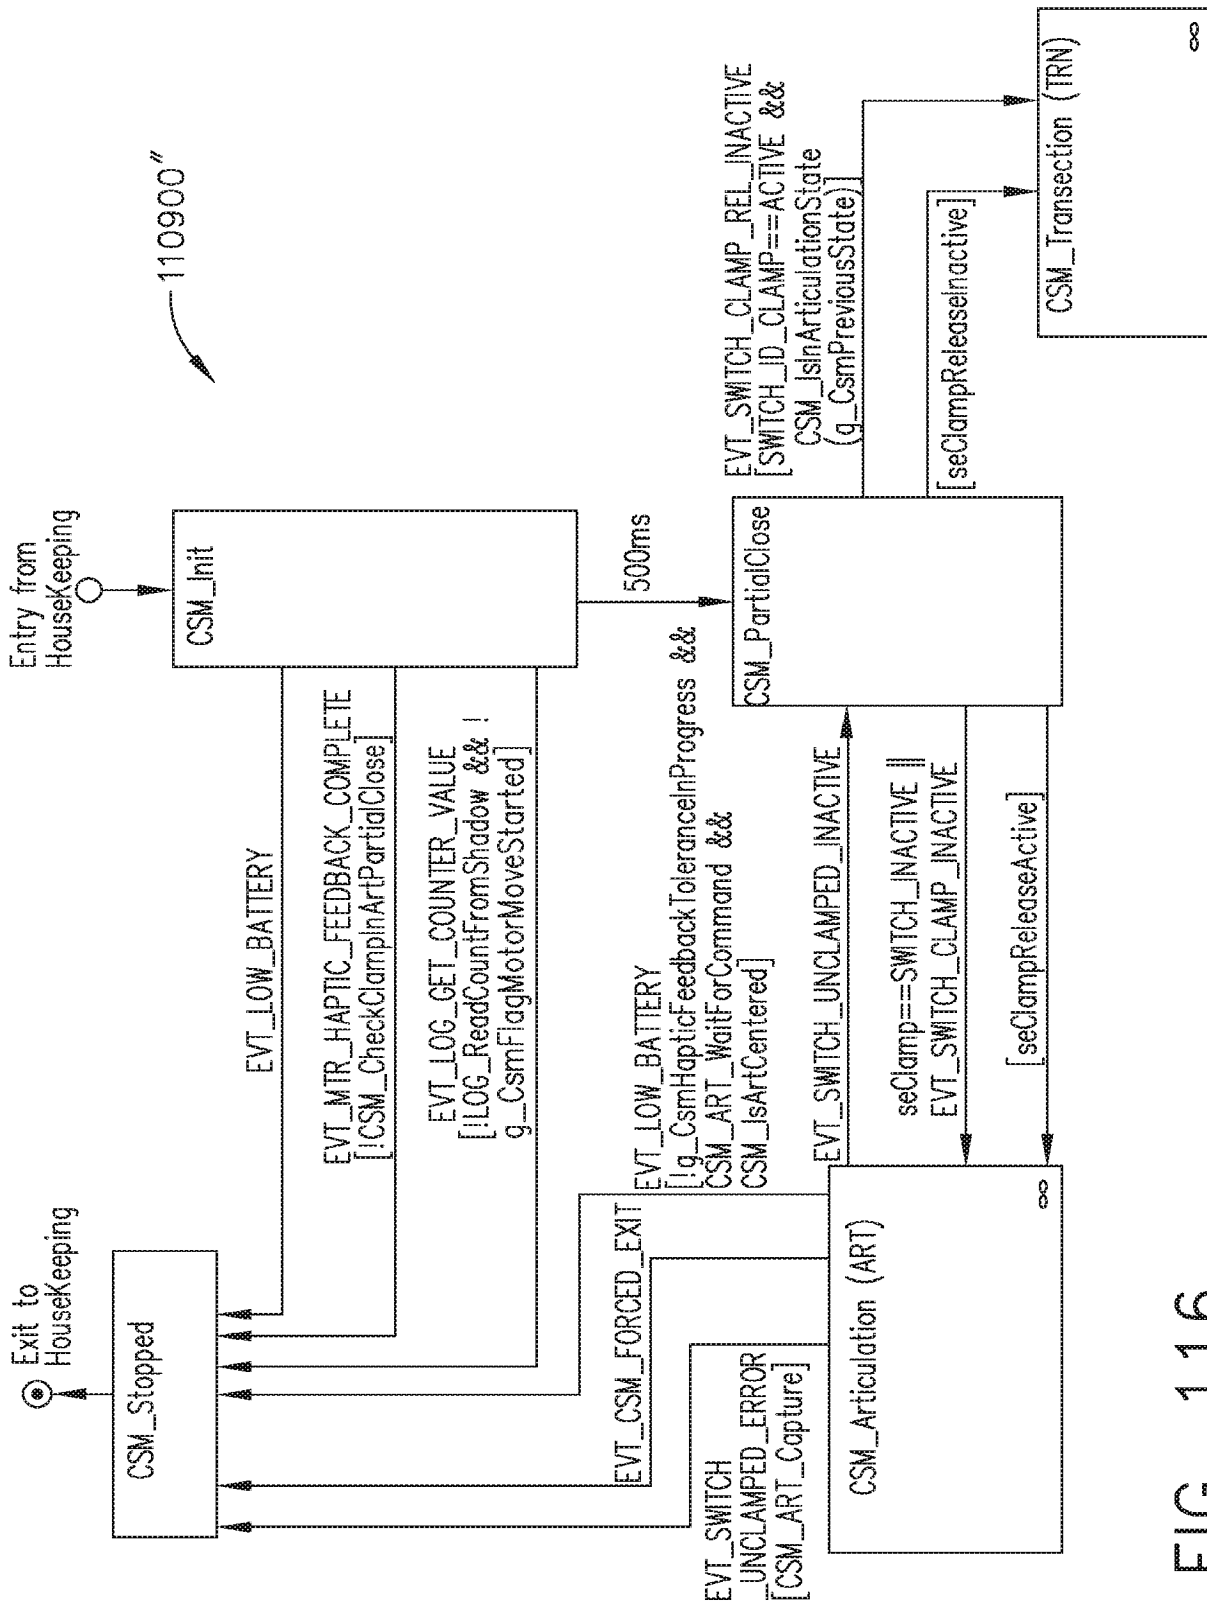 110900"
Entry from
HouseKeeping
Exit to
HouseKeeping
CSM_Stopped
CSM_Init
EVT_LOW_BATTERY
EVT_MTR_HAPTIC_FEEDBACK_COMPLETE
[!CSM_CheckClampInArtPartialClose]
EVT_LOG_GET_COUNTER_VALUE
[!LOG_ReadCountFromShadow && !
g_CsmFlagMotorMoveStarted]
500ms
EVT_LOW_BATTERY
[!g_CsmHapticFeedbackToleranceInProgress &&
CSM_ART_WaitForCommand &&
CSM_IsArtCentered]
EVT_CSM_FORCED_EXIT
EVT_SWITCH
_UNCLAMPED_ERROR
[CSM_ART_Capture]
CSM_Articulation (ART)
∞
EVT_SWITCH_UNCLAMPED_INACTIVE
seClamp==SWITCH_INACTIVE ||
EVT_SWITCH_CLAMP_INACTIVE
[seClampReleaseActive]
CSM_PartialClose
EVT_SWITCH_CLAMP_REL_INACTIVE
[SWITCH_ID_CLAMP==ACTIVE &&
CSM_IsInArticulationState
(g_CsmPreviousState)]
[seClampReleaseInactive]
CSM_Transection (TRN)
∞
FIG. 116